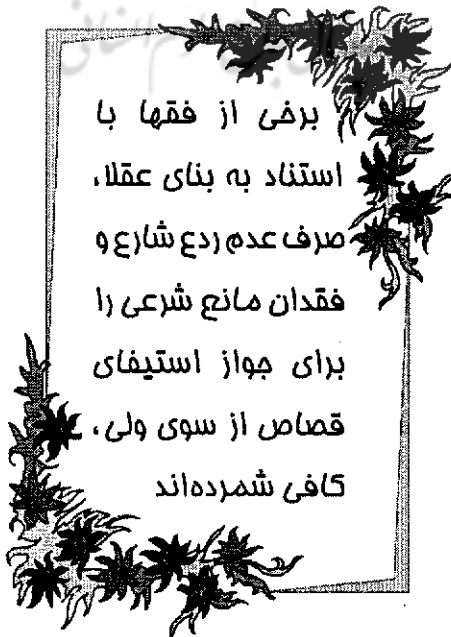 برخی از فقها با
استناد به بنای عقلا،
صرف عدم ردع شارع و
فقدان مانع شرعی را
برای جواز استیفای
قصاص از سوی ولی،
کافی شمرده‌اند